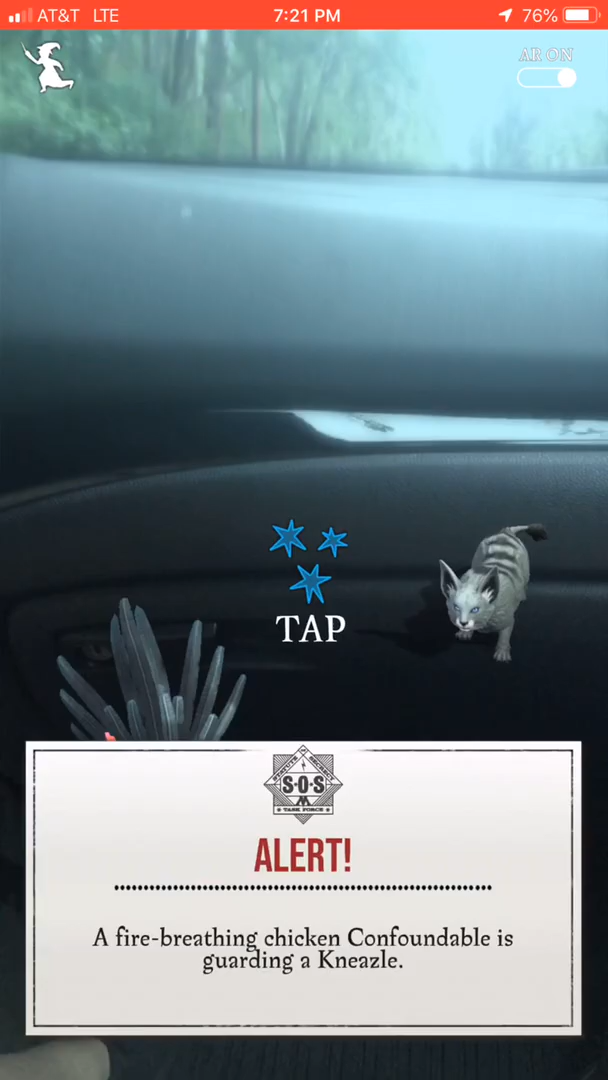 AT&T LTE 7:21 PM 76%
AR ON
TAP
S·O·S
TASK FORCE
ALERT!
A fire-breathing chicken Confoundable is
guarding a Kneazle.